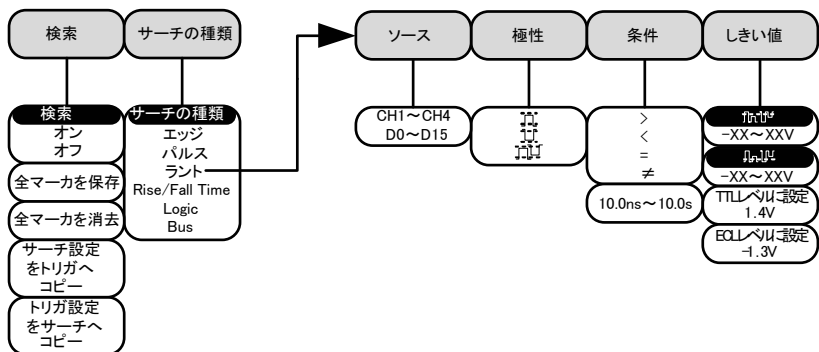 検索
サーチの種類
ソース
極性
条件
しきい値
検索
オン
オフ
全マーカを保存
全マーカを消去
サーチ設定
をトリガへ
コピー
トリガ設定
をサーチへ
コピー
サーチの種類
エッジ
パルス
ラント
Rise/Fall Time
Logic
Bus
CH1～CH4
D0～D15
>
<
=
≠
10.0ns～10.0s
-XX～XXV
-XX～XXV
TTLレベルに設定
1.4V
ECLレベルに設定
-1.3V